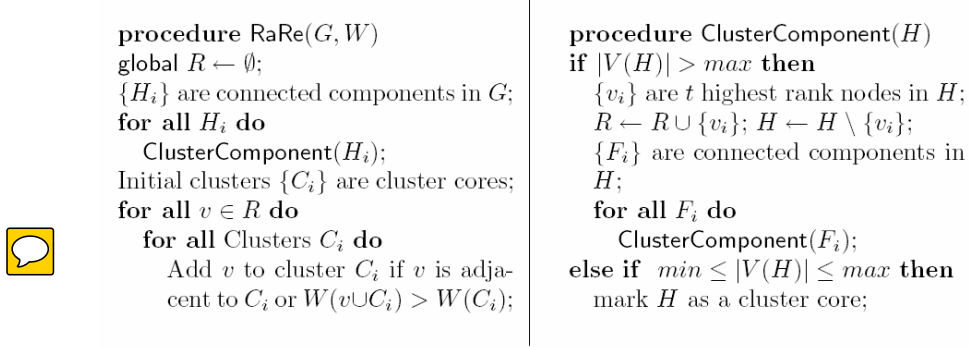 procedure RaRe(G, W)
global R ← ∅;
{H_i} are connected components in G;
for all H_i do
ClusterComponent(H_i);
Initial clusters {C_i} are cluster cores;
for all v ∈ R do
for all Clusters C_i do
Add v to cluster C_i if v is adja-
cent to C_i or W(v∪C_i) > W(C_i);
procedure ClusterComponent(H)
if |V(H)| > max then
{v_i} are t highest rank nodes in H;
R ← R ∪ {v_i}; H ← H \ {v_i};
{F_i} are connected components in
H;
for all F_i do
ClusterComponent(F_i);
else if min ≤ |V(H)| ≤ max then
mark H as a cluster core;